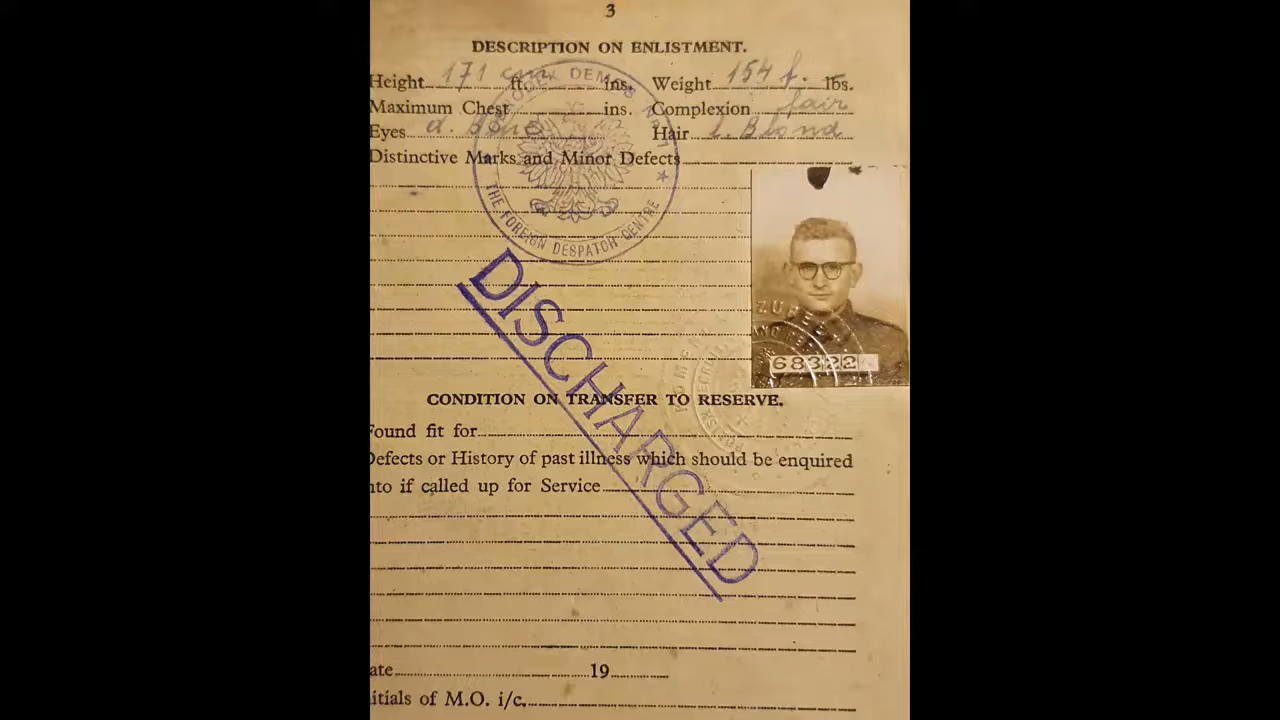 3
DESCRIPTION ON ENLISTMENT.
Height 171 cm ft. ins. Weight 154 f. lbs.
Maximum Chest ins. Complexion fair
Eyes d. Hair l. Blond
Distinctive Marks and Minor Defects
THE FOREIGN DESPATCH CENTRE
DISCHARGED
68322
CONDITION ON TRANSFER TO RESERVE.
Found fit for
Defects or History of past illness which should be enquired
nto if called up for Service
ate 19
itials of M.O. i/c.